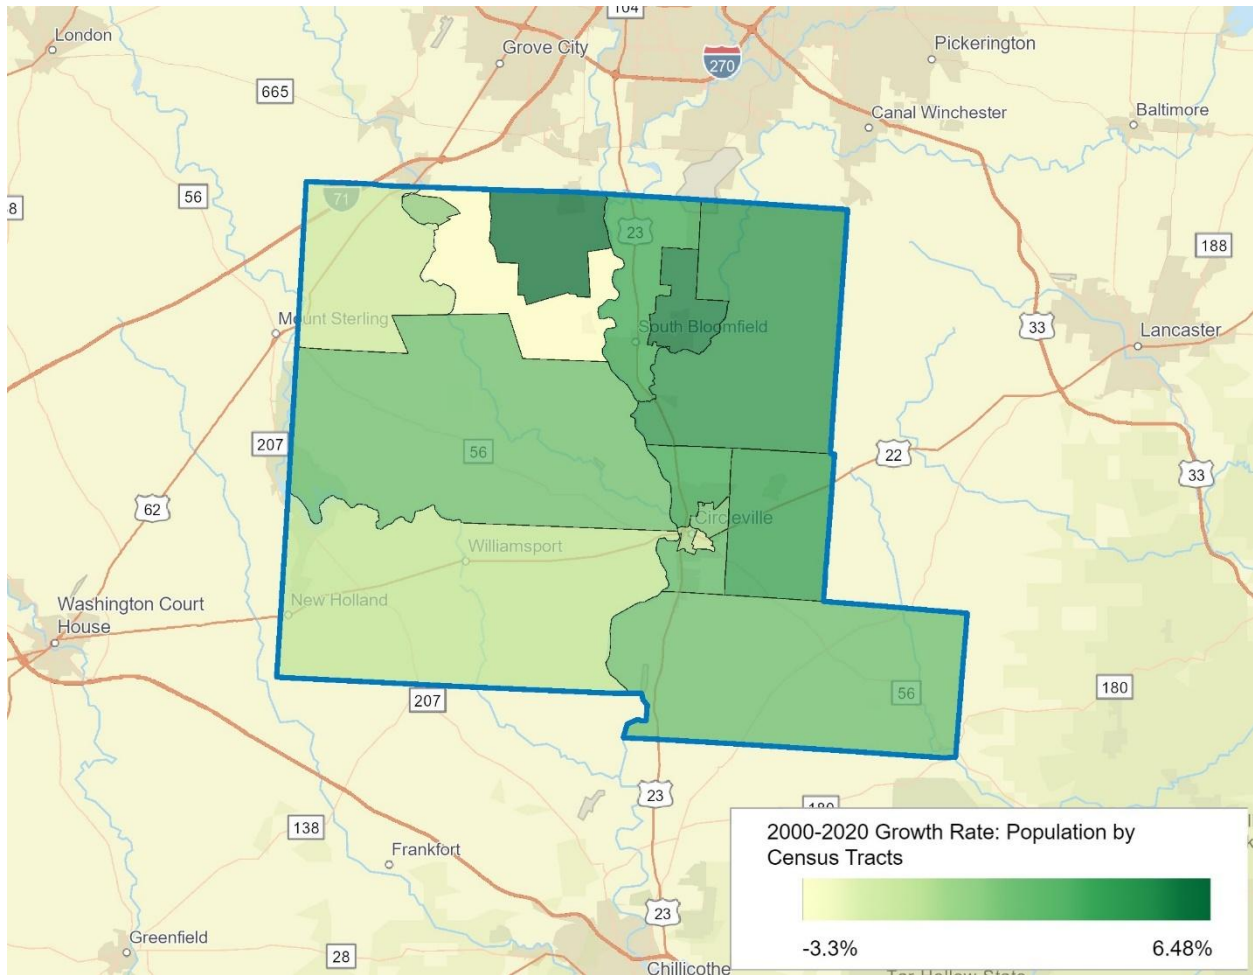 104
London
Grove City
Pickerington
270
665
Canal Winchester
Baltimore
56
71
23
188
Mount Sterling
South Bloomfield
33
Lancaster
207
56
22
33
62
Circleville
Williamsport
New Holland
Washington Court
House
56
180
207
23
138
Frankfort
23
Greenfield
28
Chillicothe
2000-2020 Growth Rate: Population by
Census Tracts
-3.3%
6.48%